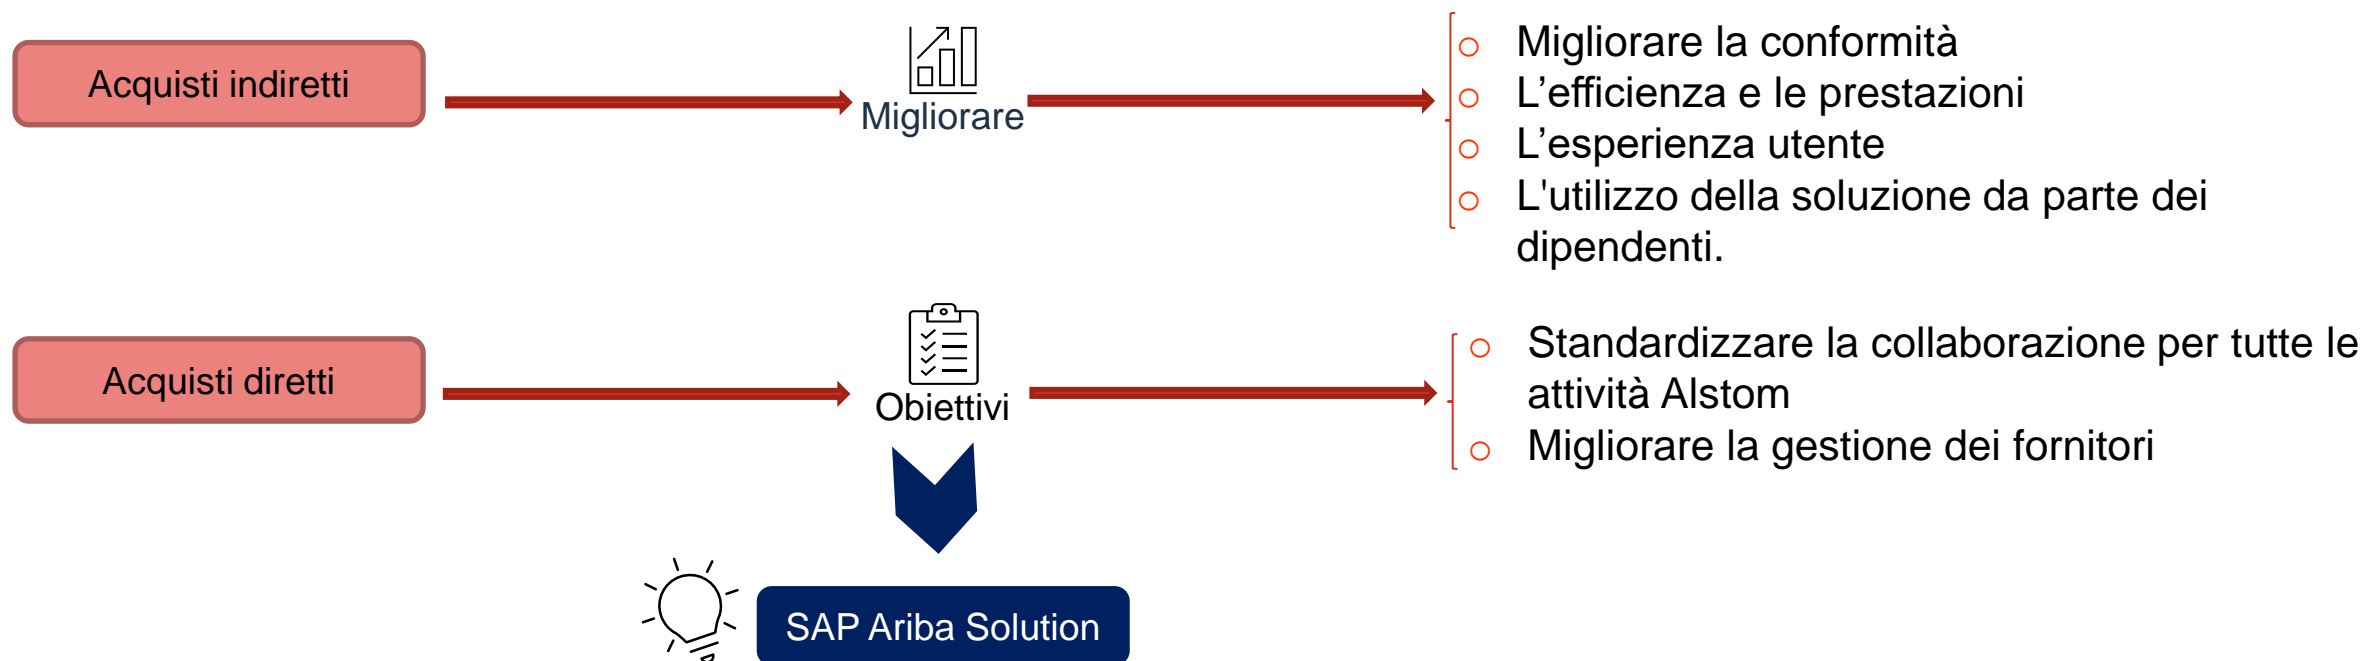 Acquisti indiretti
Migliorare
Migliorare la conformità
L’efficienza e le prestazioni
L’esperienza utente
L'utilizzo della soluzione da parte dei
dipendenti.
Acquisti diretti
Obiettivi
Standardizzare la collaborazione per tutte le
attività Alstom
Migliorare la gestione dei fornitori
SAP Ariba Solution